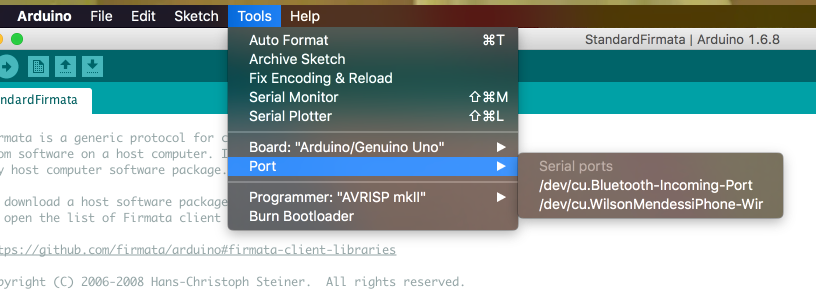 Arduino File Edit Sketch Tools Help
StandardFirmata | Arduino 1.6.8
Auto Format ⌘T
Archive Sketch
Fix Encoding & Reload
Serial Monitor ⇧⌘M
Serial Plotter ⇧⌘L
Board: "Arduino/Genuino Uno"
Port
Programmer: "AVRISP mkII"
Burn Bootloader
Serial ports
/dev/cu.Bluetooth-Incoming-Port
/dev/cu.WilsonMendessiPhone-Wir
ndardFirmata
rmata is a generic protocol for c
om software on a host computer. I
y host computer software package.
download a host software package
open the list of Firmata client
tps://github.com/firmata/arduino#firmata-client-libraries
pyright (C) 2006-2008 Hans-Christoph Steiner. All rights reserved.